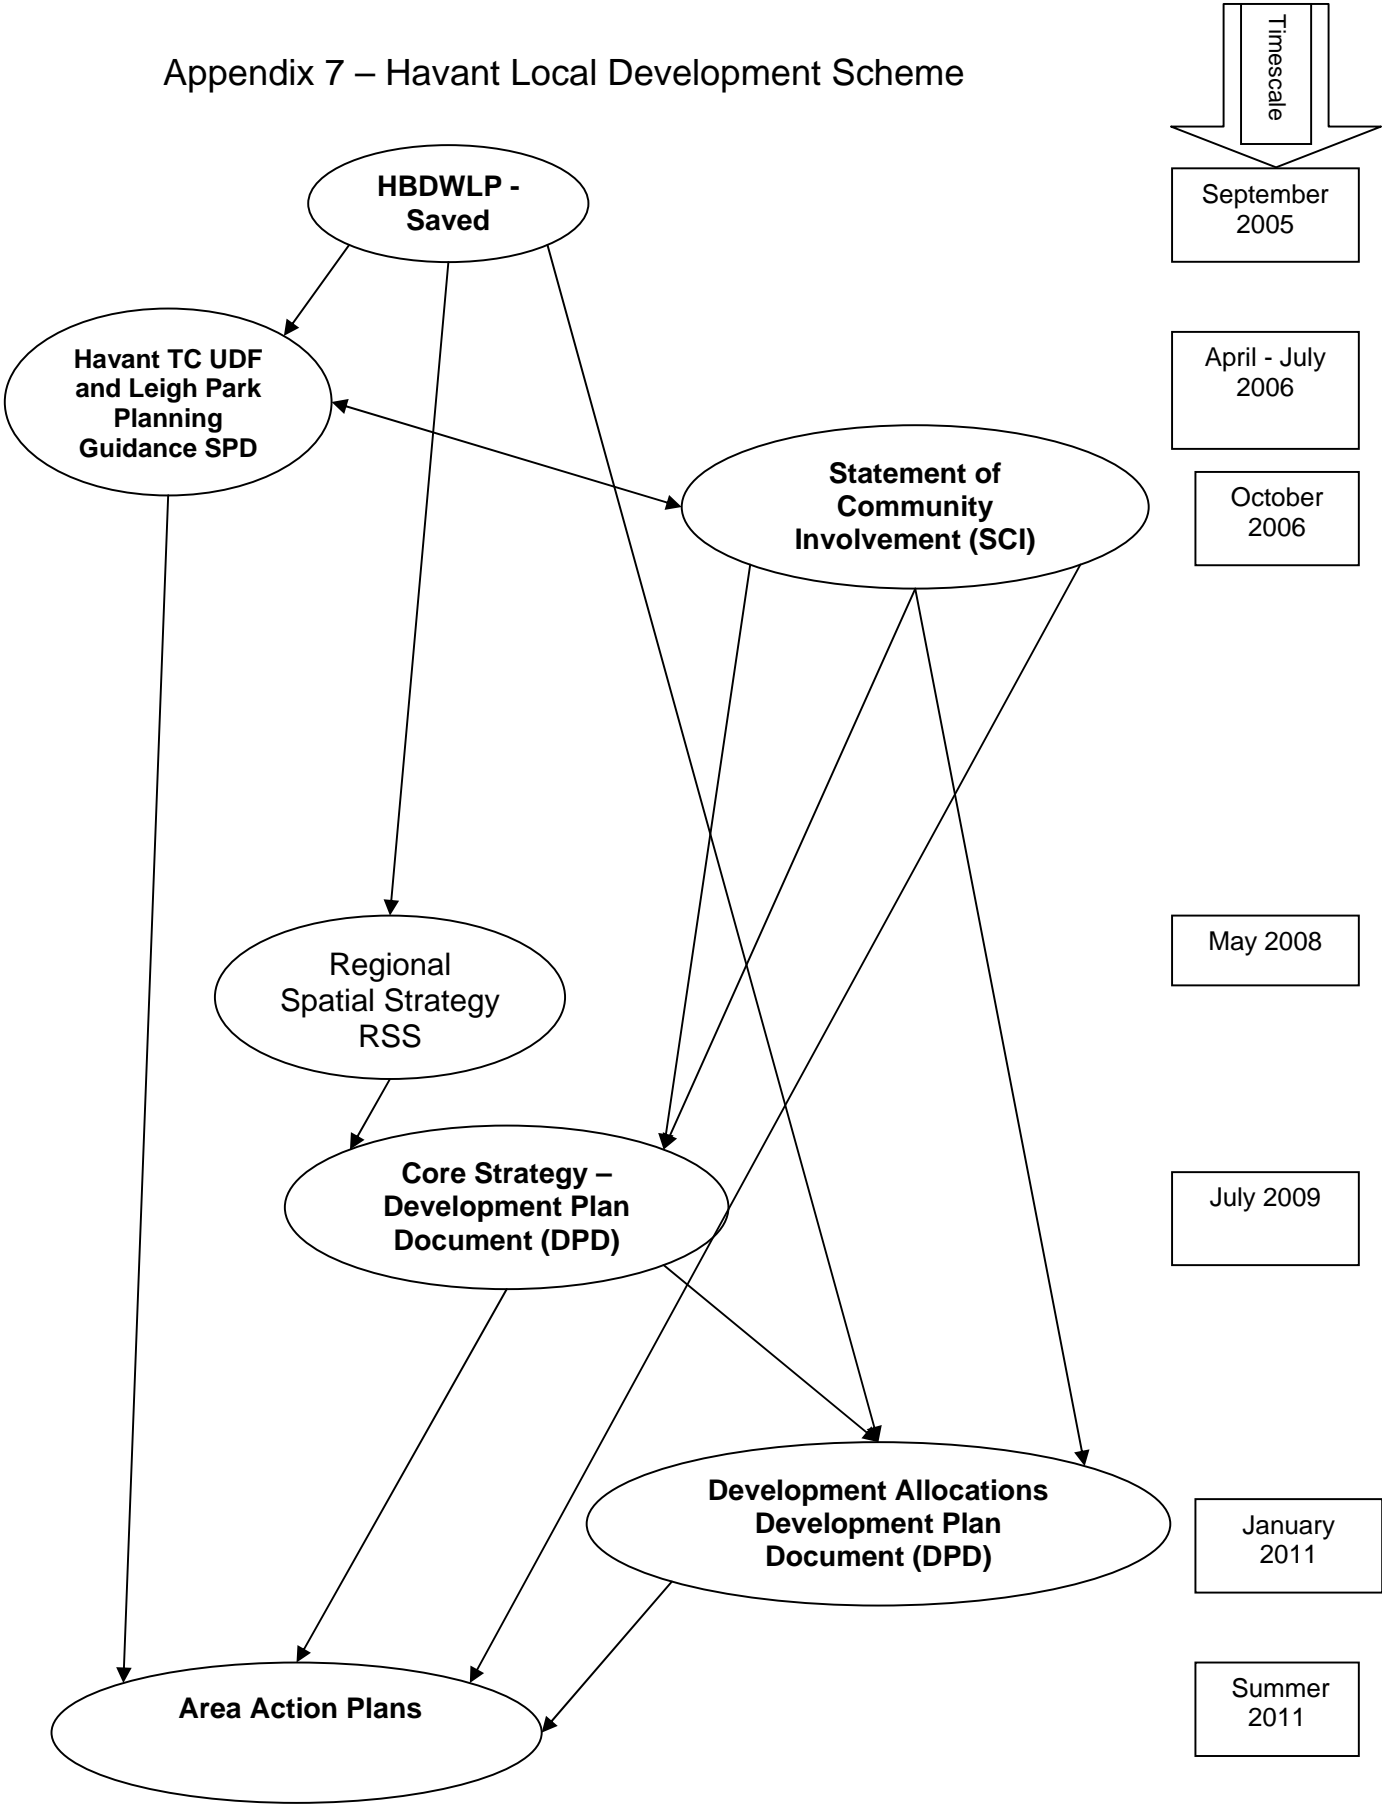 Appendix 7 – Havant Local Development Scheme
Timescale
HBDWLP -
Saved
September
2005
Havant TC UDF
and Leigh Park
Planning
Guidance SPD
April - July
2006
Statement of
Community
Involvement (SCI)
October
2006
Regional
Spatial Strategy
RSS
May 2008
Core Strategy –
Development Plan
Document (DPD)
July 2009
Development Allocations
Development Plan
Document (DPD)
January
2011
Area Action Plans
Summer
2011